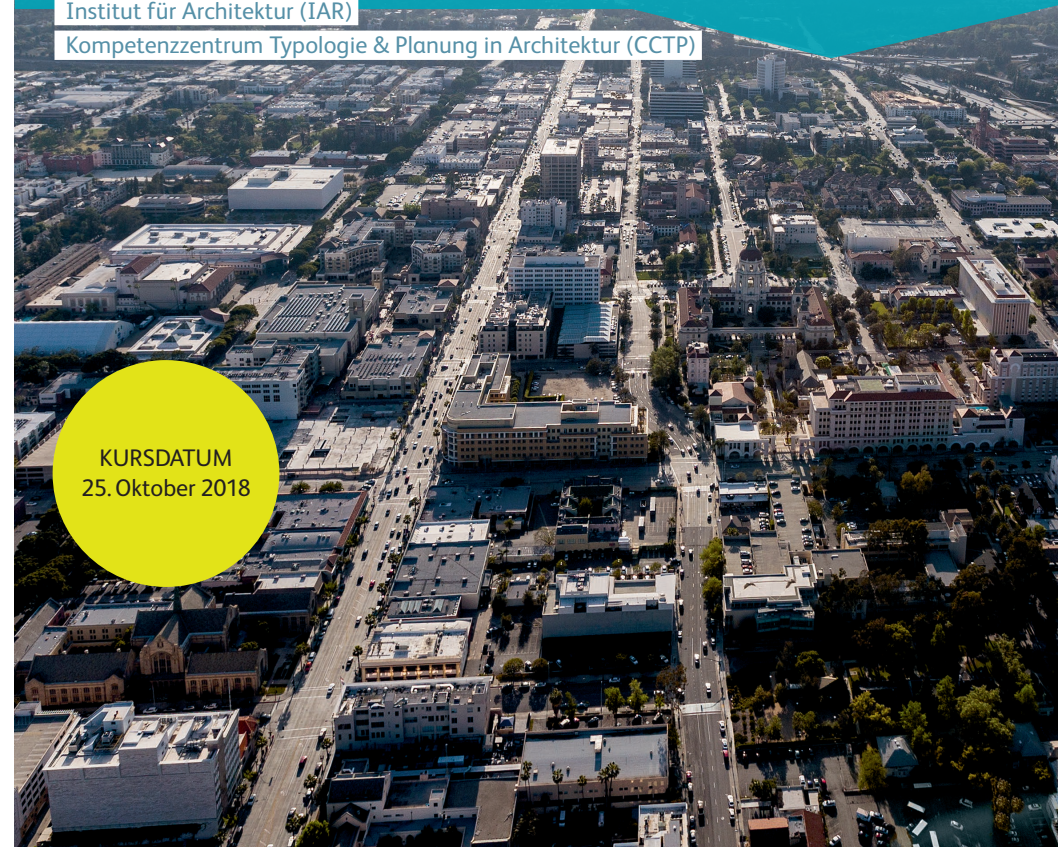 Institut für Architektur (IAR)
Kompetenzzentrum Typologie & Planung in Architektur (CCTP)
KURSDATUM
25. Oktober 2018